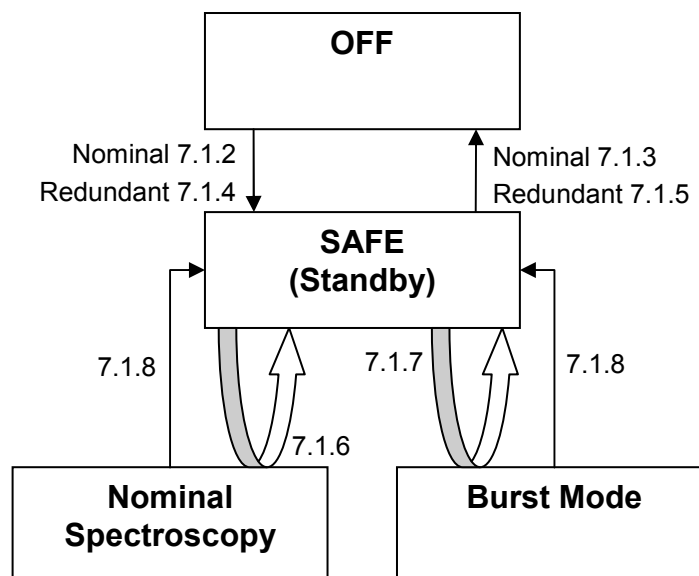 OFF
Nominal 7.1.2
Redundant 7.1.4
Nominal 7.1.3
Redundant 7.1.5
SAFE
(Standby)
7.1.8
7.1.6
7.1.7
7.1.8
Nominal
Spectroscopy
Burst Mode